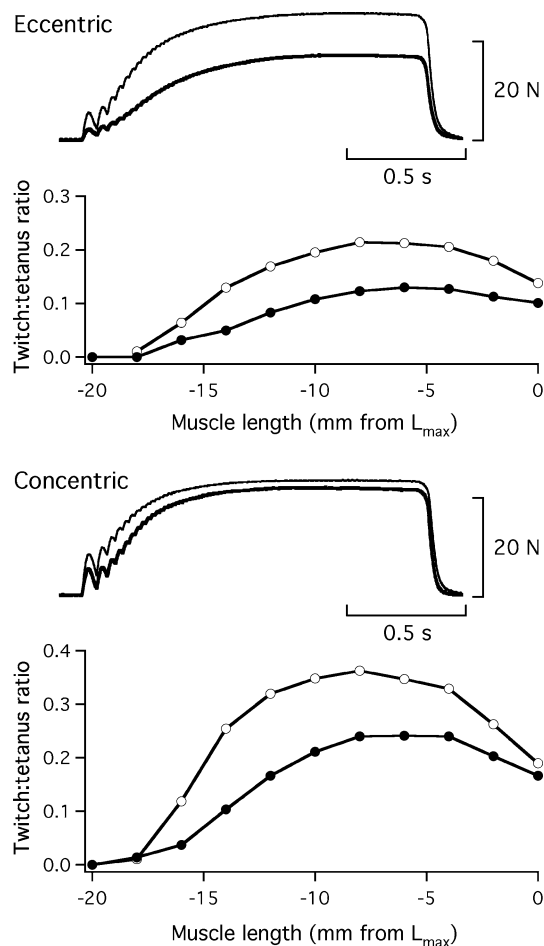 Eccentric
20 N
0.5 s
Twitch:tetanus ratio
0.3
0.2
0.1
0.0
-20 -15 -10 -5 0
Muscle length (mm from Lmax)
Concentric
20 N
0.5 s
Twitch:tetanus ratio
0.4
0.3
0.2
0.1
0.0
-20 -15 -10 -5 0
Muscle length (mm from Lmax)